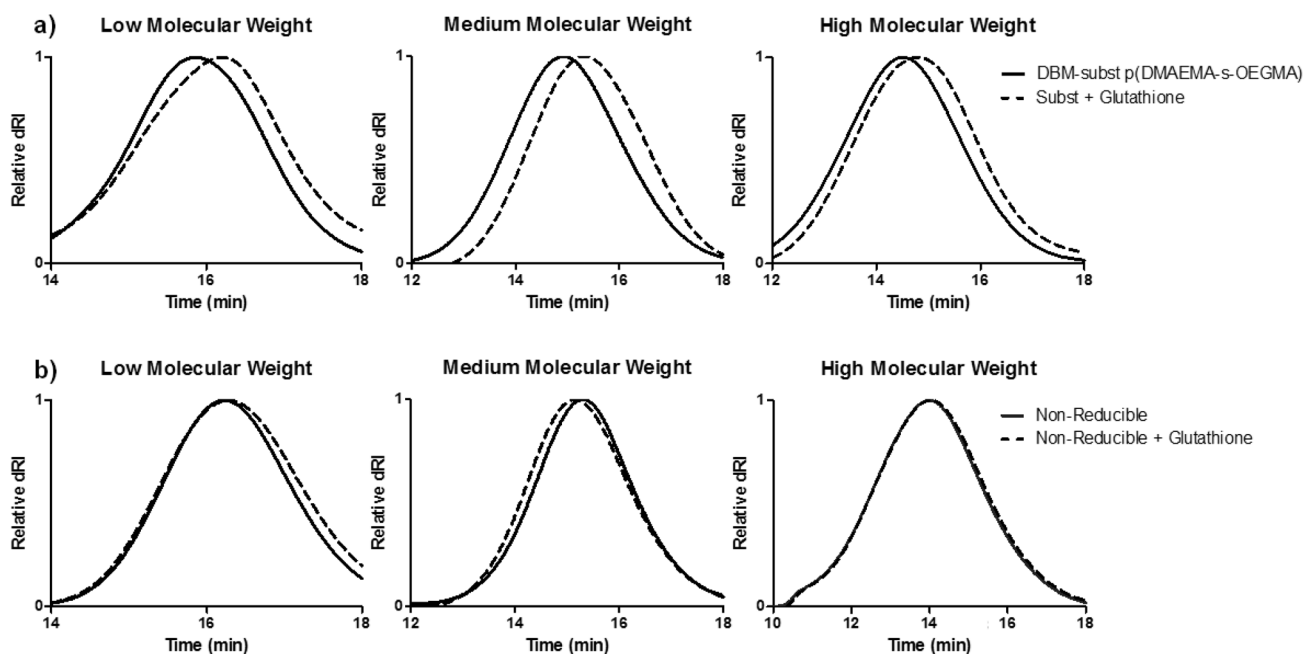 a)
Low Molecular Weight
Medium Molecular Weight
High Molecular Weight
DBM-subst p(DMAEMA-s-OEGMA)
Subst + Glutathione
Relative dRI
1
0
14
16
18
Time (min)
Relative dRI
1
0
12
14
16
18
Time (min)
Relative dRI
1
0
12
14
15
16
18
Time (min)
b)
Low Molecular Weight
Medium Molecular Weight
High Molecular Weight
Non-Reducible
Non-Reducible + Glutathione
Relative dRI
1
0
14
16
18
Time (min)
Relative dRI
1
0
12
14
16
18
Time (min)
Relative dRI
1
0
10
12
14
16
18
Time (min)